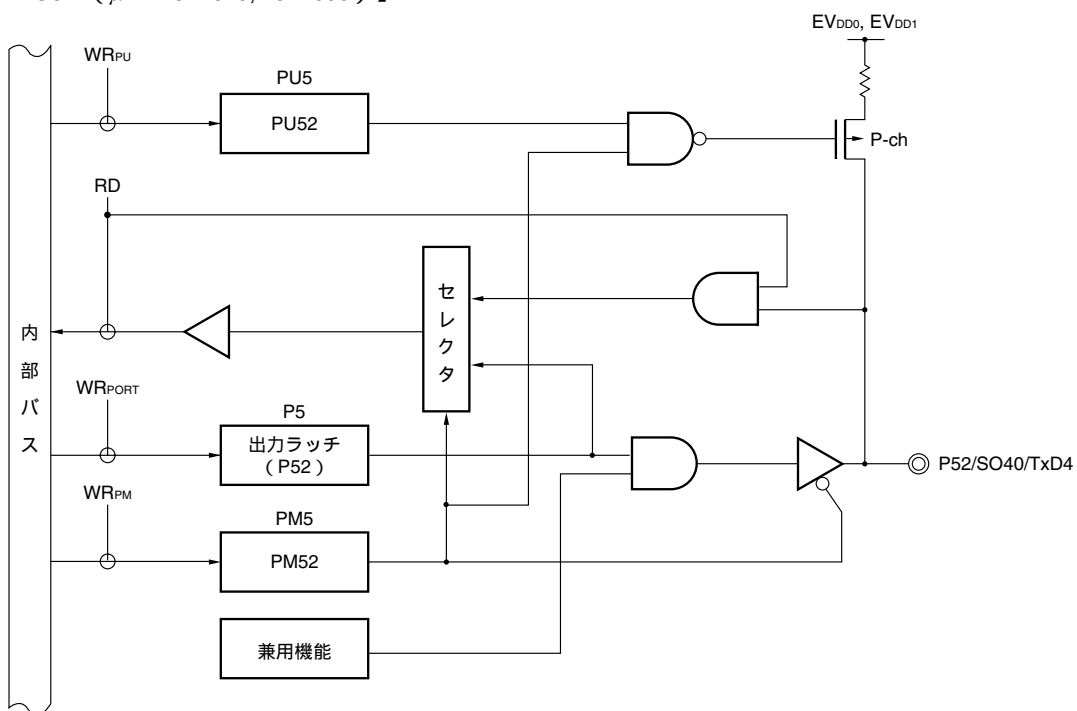 EVDD0, EVDD1
WRPU
PU5
PU52
P-ch
RD
セレクタ
内部バス
WRPORT
P5
出力ラッチ
（P52）
P52/SO40/TxD4
WRPM
PM5
PM52
兼用機能